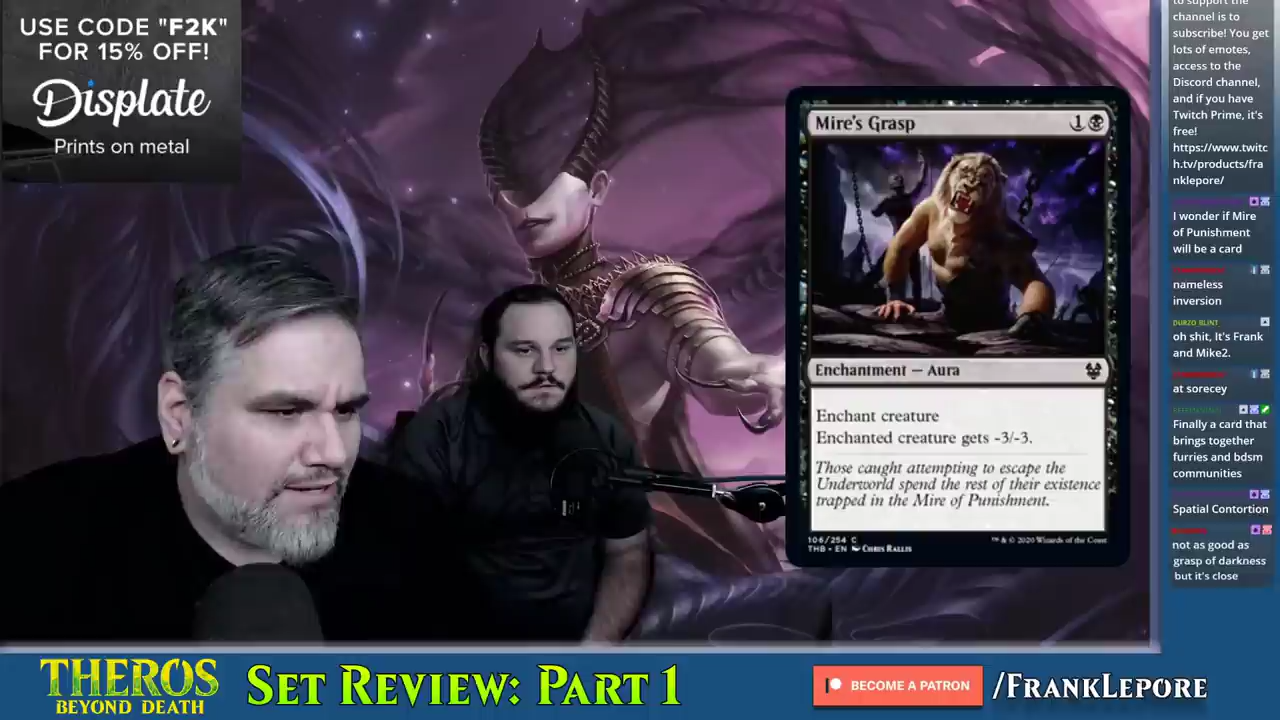 USE CODE "F2K"
FOR 15% OFF!
Displate
Prints on metal
Mire's Grasp
1
Enchantment — Aura
Enchant creature
Enchanted creature gets -3/-3.
Those caught attempting to escape the
Underworld spend the rest of their existence
trapped in the Mire of Punishment.
106/254 C
THB • EN Chris Rallis
™ & © 2020 Wizards of the Coast
to support the
channel is to
subscribe! You get
lots of emotes,
access to the
Discord channel,
and if you have
Twitch Prime, it's
free!
https://www.twitc
h.tv/products/fra
nklepore/
I wonder if Mire
of Punishment
will be a card
nameless
inversion
DURZO BLINT
oh shit, It's Frank
and Mike2.
at sorecey
Finally a card that
brings together
furries and bdsm
communities
Spatial Contortion
not as good as
grasp of darkness
but it's close
THEROS
BEYOND DEATH
Set Review: Part 1
BECOME A PATRON
/FrankLepore